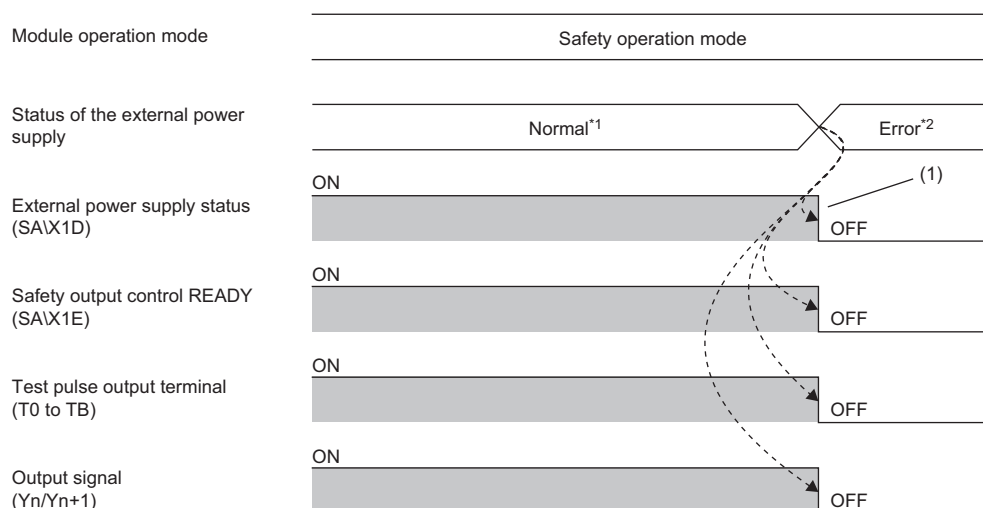 Module operation mode
Safety operation mode
Status of the external power
supply
Normal*1
Error*2
(1)
ON
External power supply status
(SA\X1D)
OFF
ON
Safety output control READY
(SA\X1E)
OFF
ON
Test pulse output terminal
(T0 to TB)
OFF
ON
Output signal
(Yn/Yn+1)
OFF